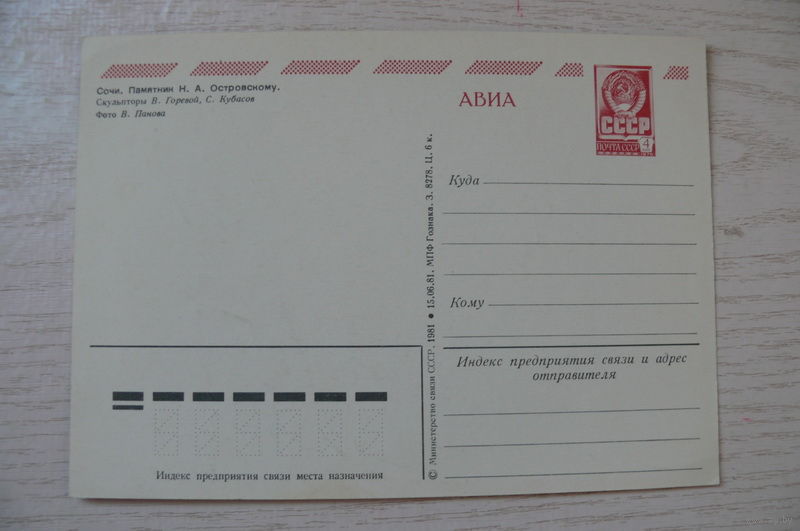 Сочи. Памятник Н. А. Островскому.
Скульпторы В. Горевой, С. Кубасов
Фото В. Панова
АВИА
СССР
ПОЧТА СССР 4
Куда
Кому
Индекс предприятия связи и адрес
отправителя
© Министерство связи СССР, 1981 • 15.06.81. МПФ Гознака. З. 8278. Ц. 6 к.
Индекс предприятия связи места назначения